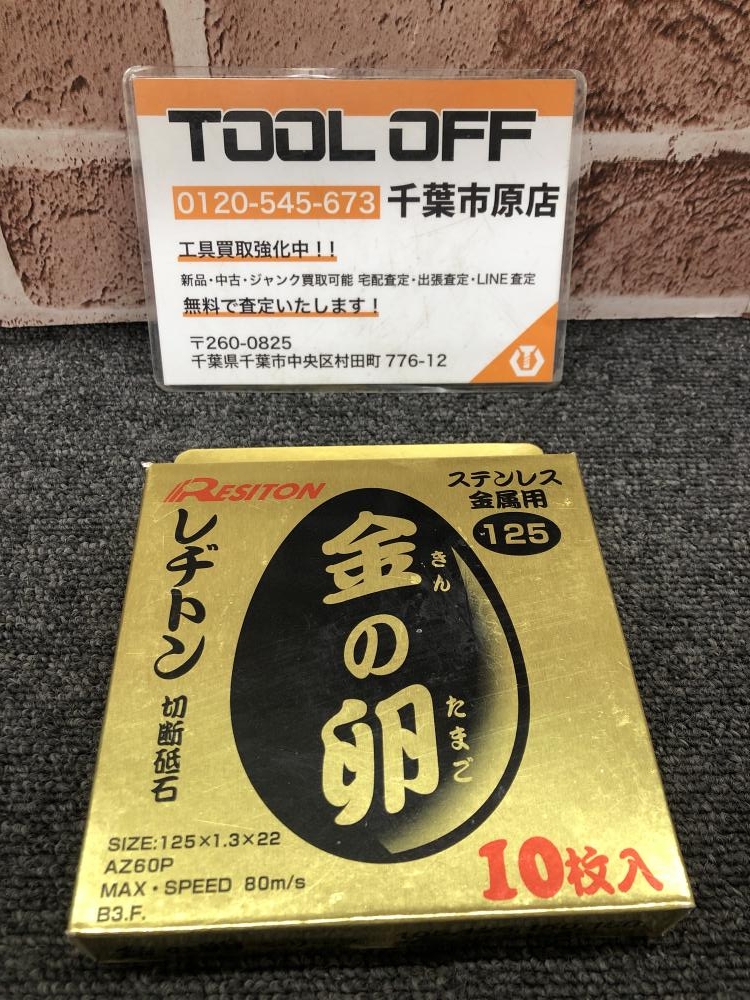 TOOL OFF
0120-545-673 千葉市原店
工具買取強化中!!
新品・中古・ジャンク買取可能 宅配査定・出張査定・LINE査定
無料で査定いたします!
〒260-0825
千葉県千葉市中央区村田町 776-12
RESITON
ステンレス
金属用
125
レヂトン
切断砥石
金の卵
きん
たまご
SIZE:125×1.3×22
AZ60P
MAX・SPEED 80m/s
B3.F.
10枚入